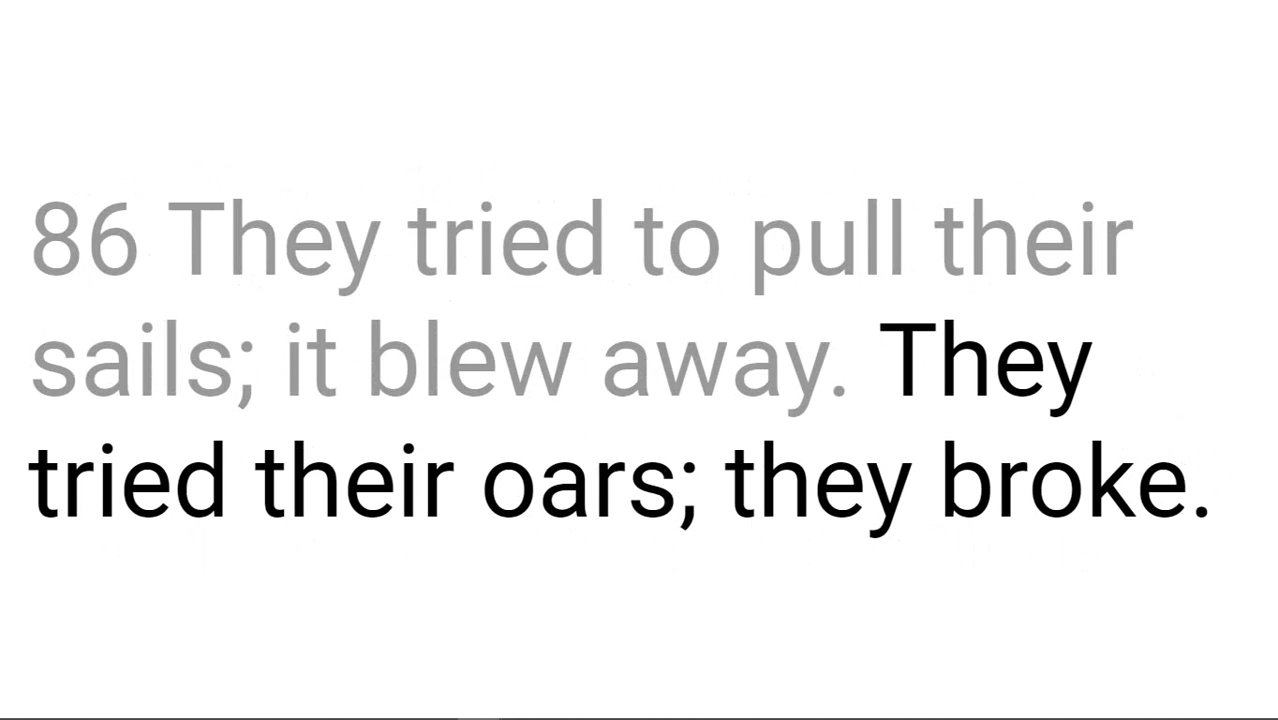 86 They tried to pull their
sails; it blew away. They
tried their oars; they broke.